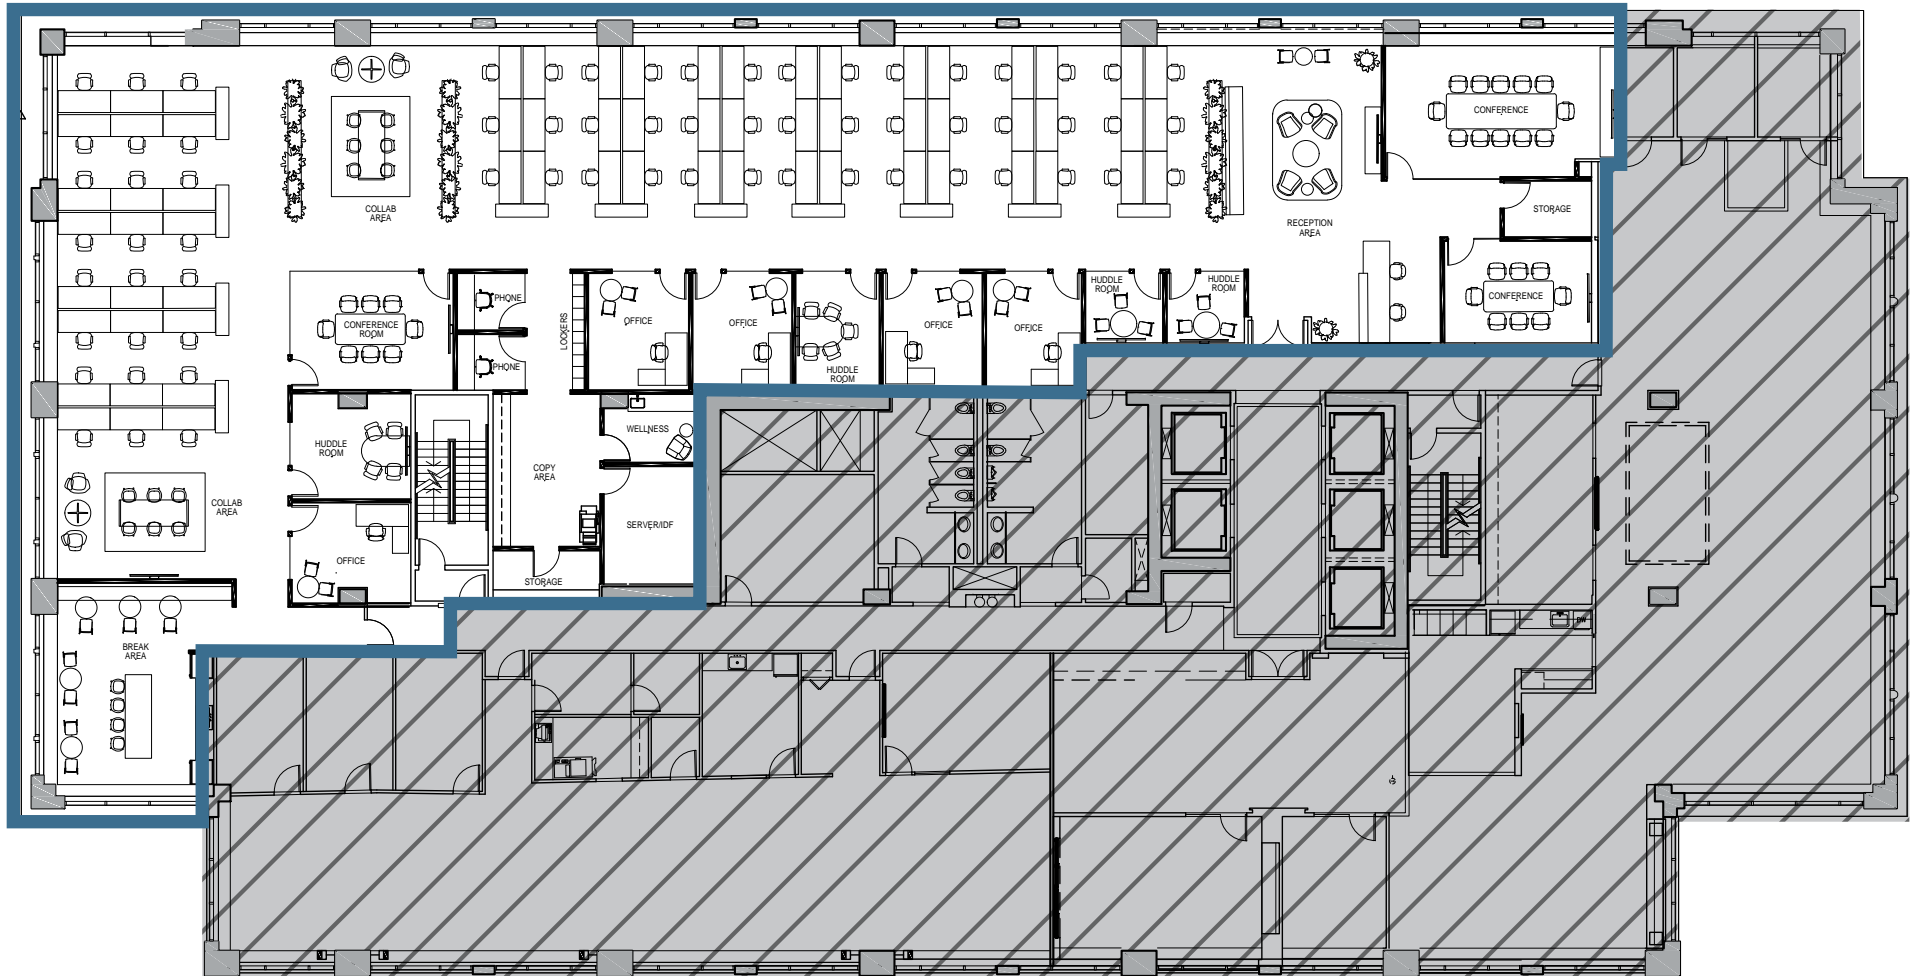 CONFERENCE
COLLAB
AREA
STORAGE
RECEPTION
AREA
HUDDLE
ROOM
HUDDLE
ROOM
PHONE
CONFERENCE
CONFERENCE
ROOM
LOCKERS
OFFICE
OFFICE
OFFICE
OFFICE
PHONE
HUDDLE
ROOM
WELLNESS
HUDDLE
ROOM
COPY
AREA
COLLAB
AREA
SERVER/IDF
OFFICE
STORAGE
DW
BREAK
AREA